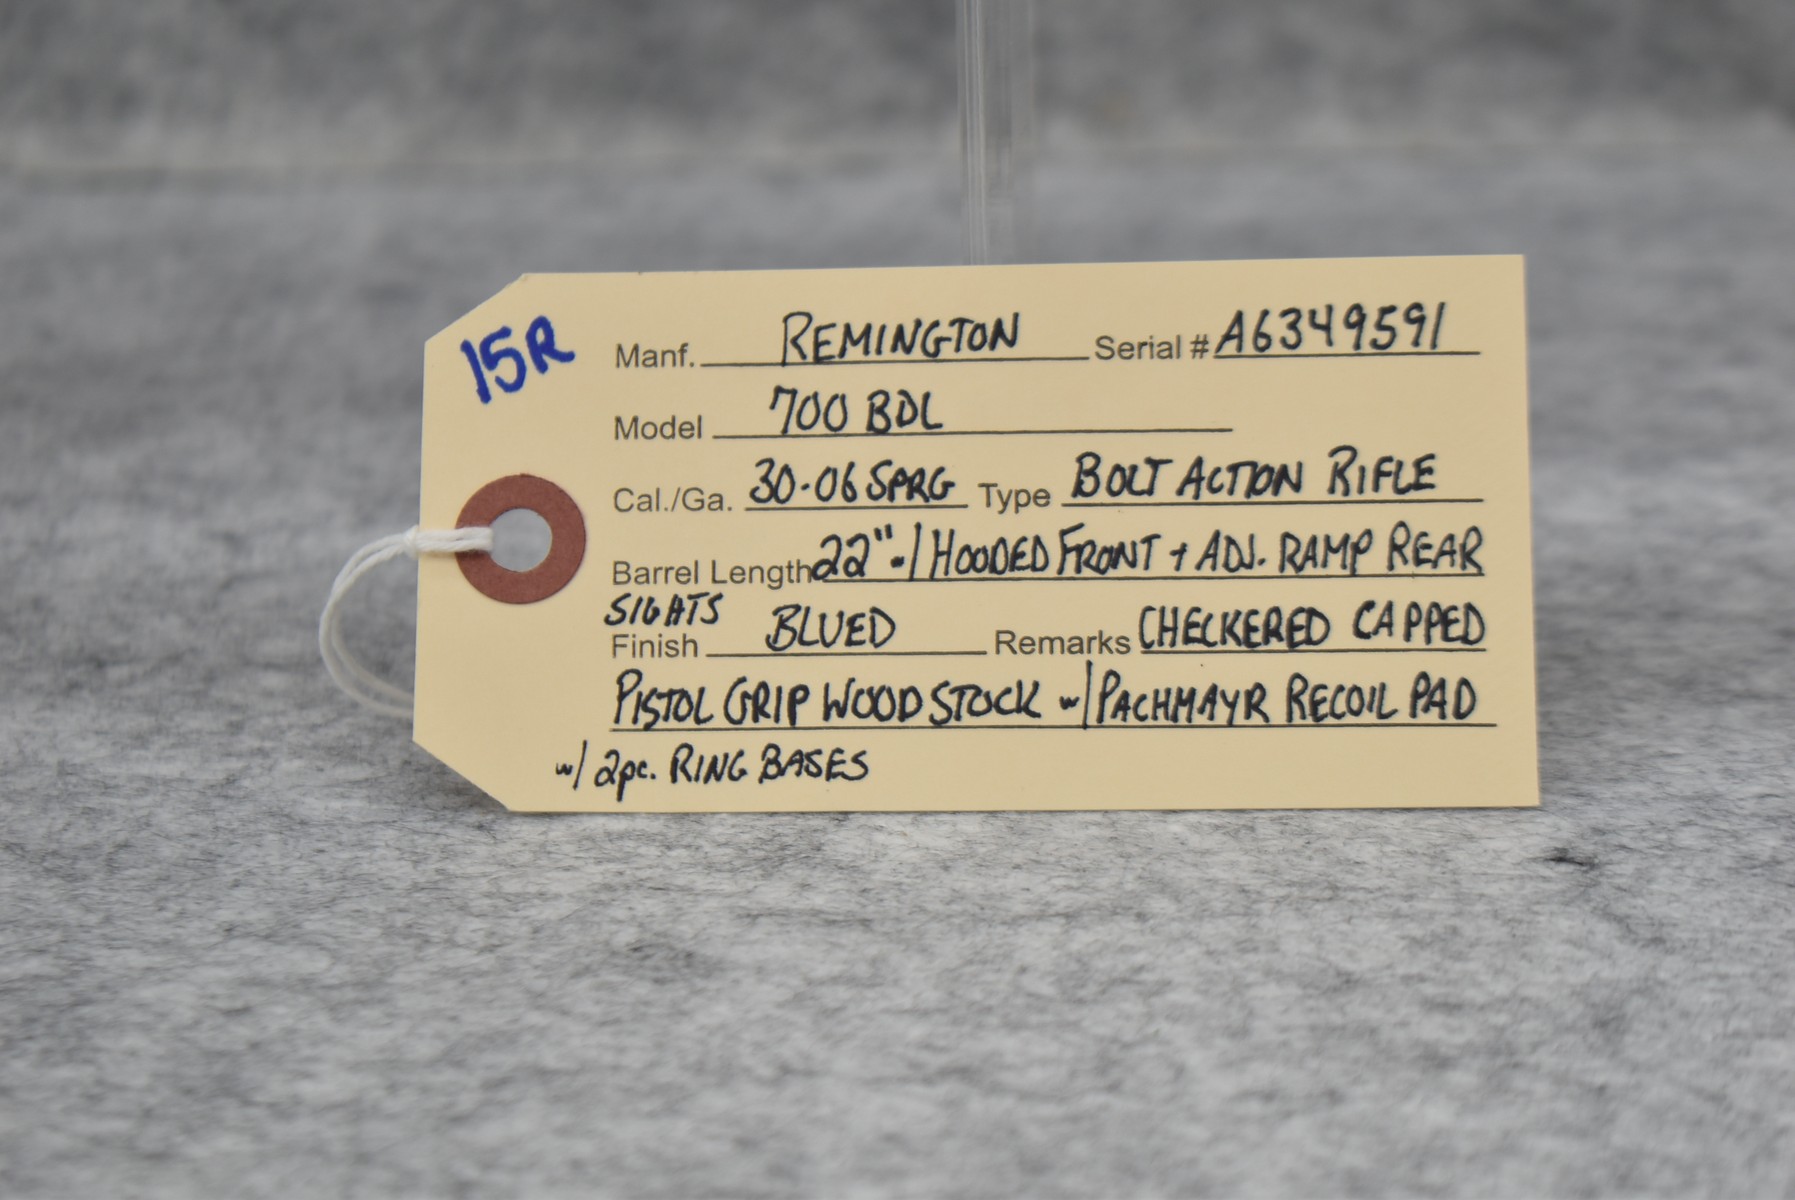 15R
Manf. REMINGTON Serial # A6349591
Model 700 BDL
Cal./Ga. 30-06 SPRG Type BOLT ACTION RIFLE
Barrel Length 22" w/ HOODED FRONT + ADJ. RAMP REAR
SIGHTS
Finish BLUED Remarks CHECKERED CAPPED
PISTOL GRIP WOOD STOCK w/ PACHMAYR RECOIL PAD
w/ 2pc. RING BASES